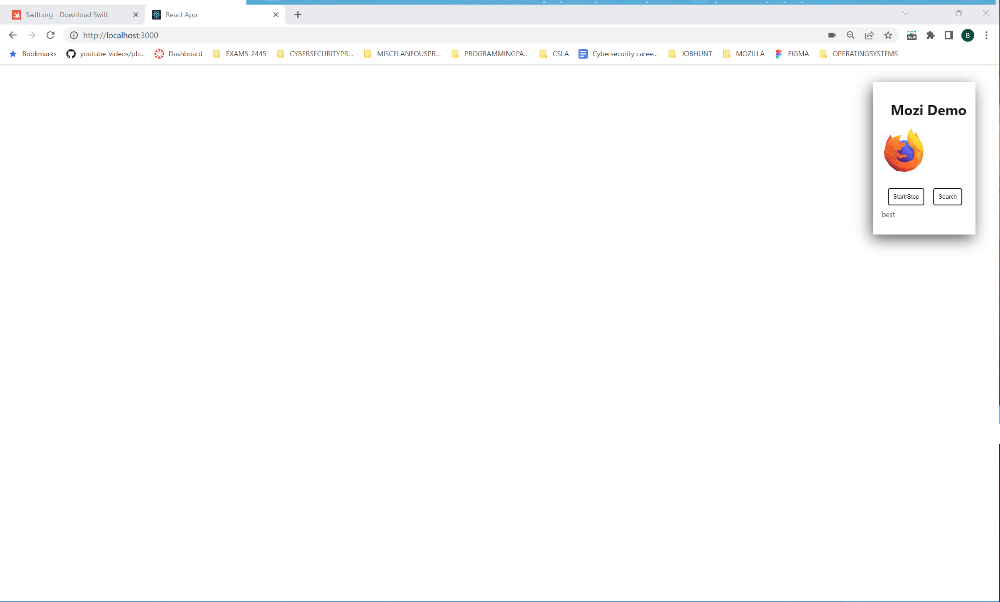 Swift.org - Download Swift
React App
http://localhost:3000
NEW
B
Bookmarks
youtube-videos/pb...
Dashboard
EXAM5-2445
CYBERSECURITYPR...
MISCELANEOUSPR...
PROGRAMMINGPA...
CSLA
Cybersecurity caree...
JOBHUNT
MOZILLA
FIGMA
OPERATINGSYSTEMS
Mozi Demo
Start/Stop
Search
best